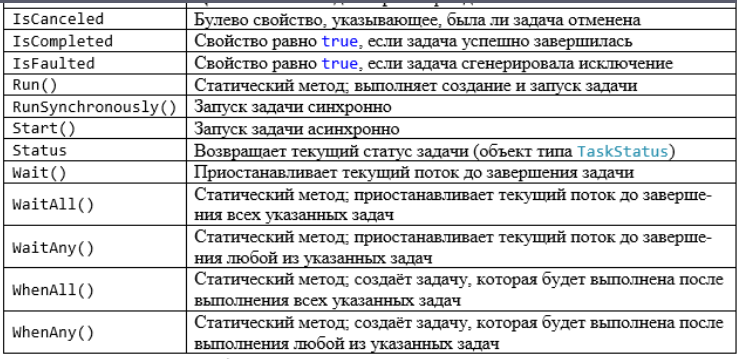 IsCanceled Булево свойство, указывающее, была ли задача отменена
IsCompleted Свойство равно true, если задача успешно завершилась
IsFaulted Свойство равно true, если задача сгенерировала исключение
Run() Статический метод; выполняет создание и запуск задачи
RunSynchronously() Запуск задачи синхронно
Start() Запуск задачи асинхронно
Status Возвращает текущий статус задачи (объект типа TaskStatus)
Wait() Приостанавливает текущий поток до завершения задачи
WaitAll() Статический метод; приостанавливает текущий поток до заверше-
ния всех указанных задач
WaitAny() Статический метод; приостанавливает текущий поток до заверше-
ния любой из указанных задач
WhenAll() Статический метод; создаёт задачу, которая будет выполнена после
выполнения всех указанных задач
WhenAny() Статический метод; создаёт задачу, которая будет выполнена после
выполнения любой из указанных задач